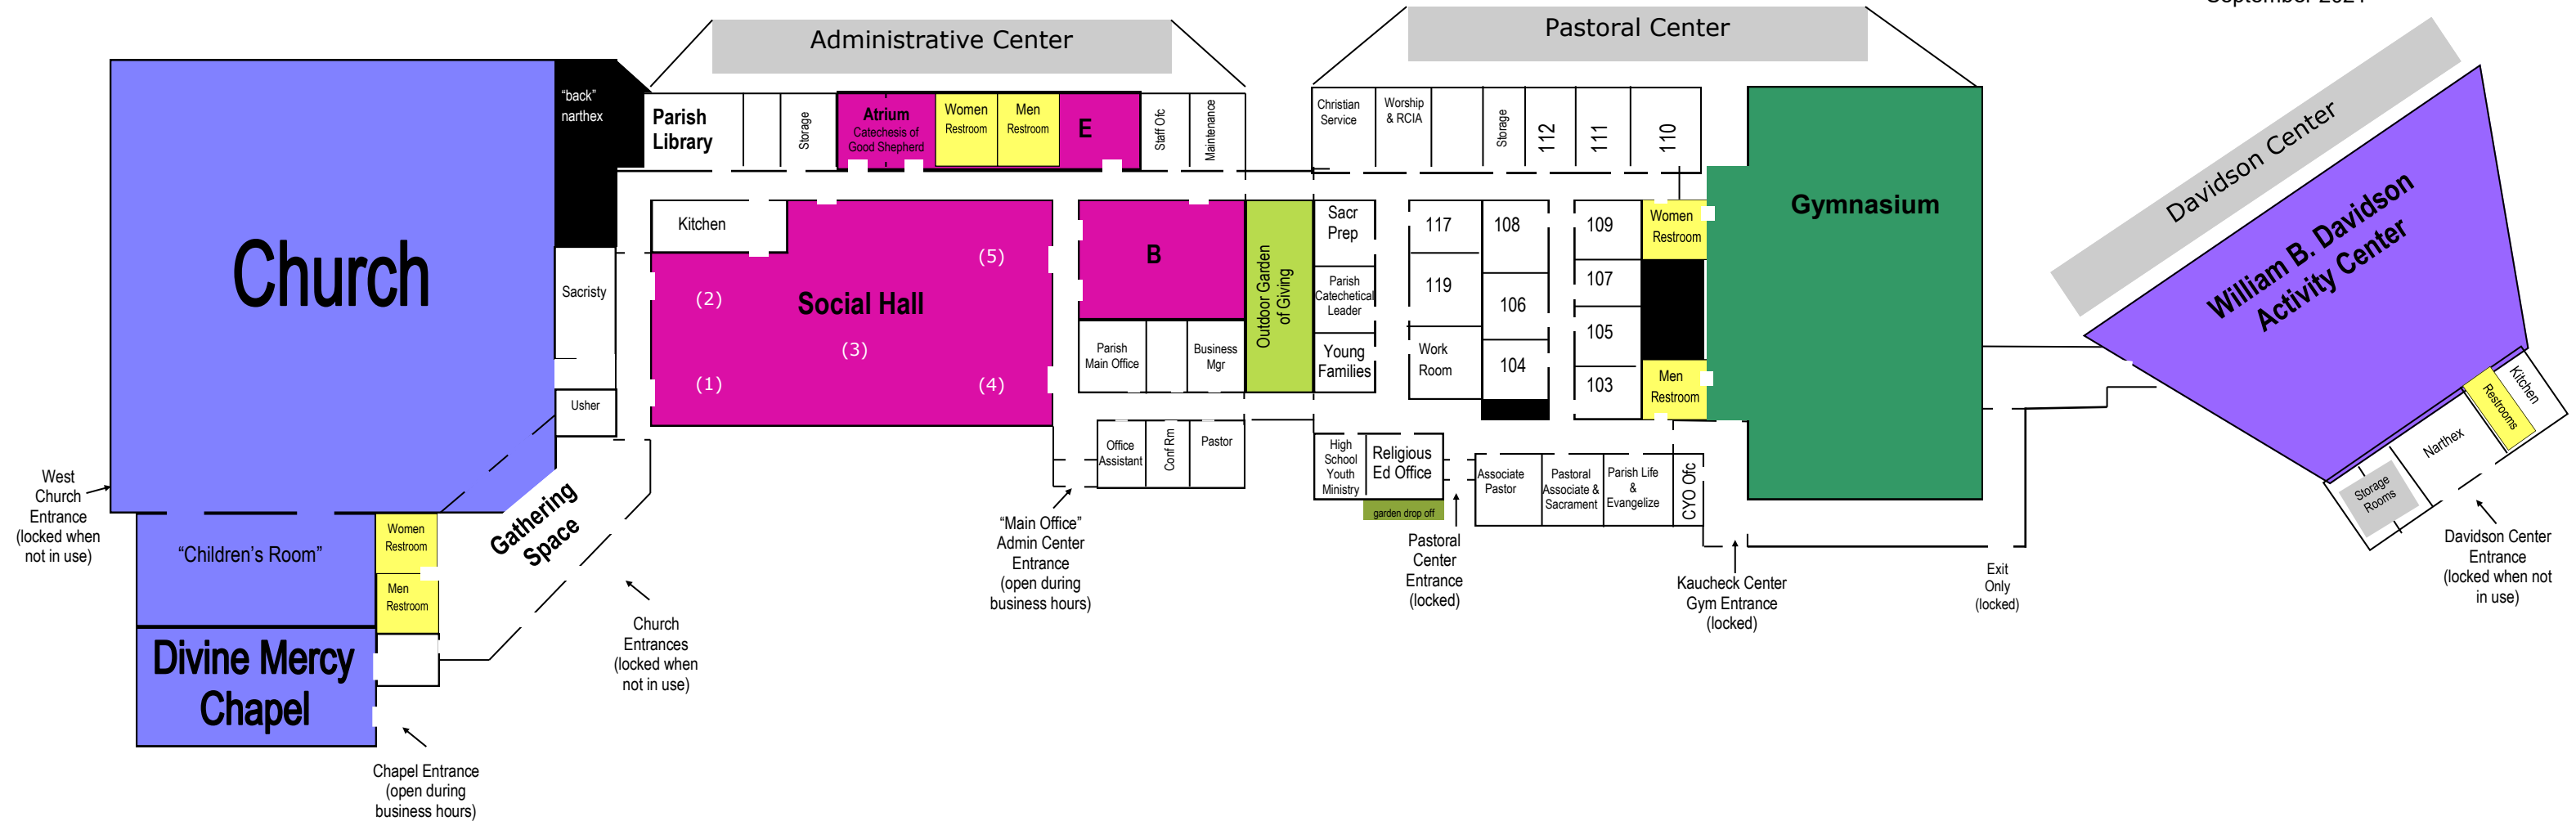 September 2021
Administrative Center
Pastoral Center
Davidson Center
"back"
narthex
Parish
Library
Storage
Atrium
Catechesis of
Good Shepherd
Women
Restroom
Men
Restroom
E
Staff Ofc
Maintenance
Christian
Service
Worship
& RCIA
Storage
112
111
110
Church
Sacristy
Usher
Kitchen
Social Hall
(1)
(2)
(3)
(4)
(5)
B
Parish
Main Office
Business
Mgr
Outdoor Garden
of Giving
Office
Assistant
Conf Rm
Pastor
Sacr
Prep
Parish
Catechetical
Leader
Young
Families
117
119
Work
Room
108
106
104
109
107
105
103
Women
Restroom
Men
Restroom
Gymnasium
William B. Davidson
Activity Center
Kitchen
Restrooms
Narthex
Storage
Rooms
High
School
Youth
Ministry
Religious
Ed Office
garden drop off
Associate
Pastor
Pastoral
Associate &
Sacrament
Parish Life
&
Evangelize
CYO Ofc
West
Church
Entrance
(locked when
not in use)
"Children's Room"
Women
Restroom
Men
Restroom
Gathering
Space
Divine Mercy
Chapel
Chapel Entrance
(open during
business hours)
Church
Entrances
(locked when
not in use)
"Main Office"
Admin Center
Entrance
(open during
business hours)
Pastoral
Center
Entrance
(locked)
Kaucheck Center
Gym Entrance
(locked)
Exit
Only
(locked)
Davidson Center
Entrance
(locked when not
in use)